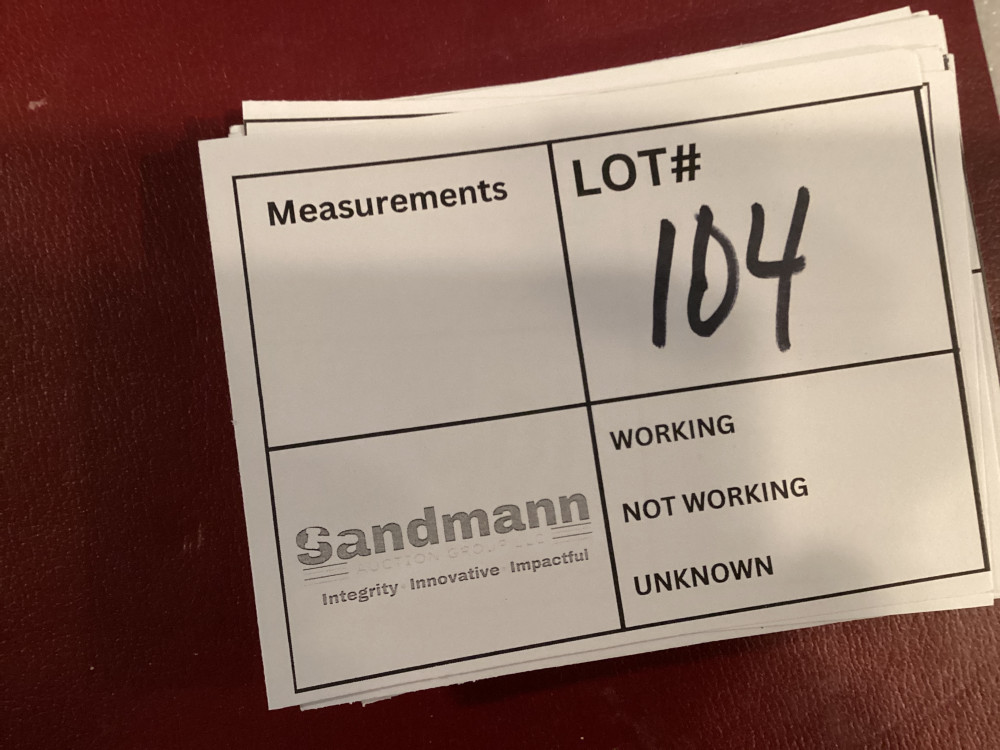 Measurements
LOT#
104
WORKING
NOT WORKING
UNKNOWN
Sandmann
AUCTION GROUP LLC
Integrity Innovative Impactful